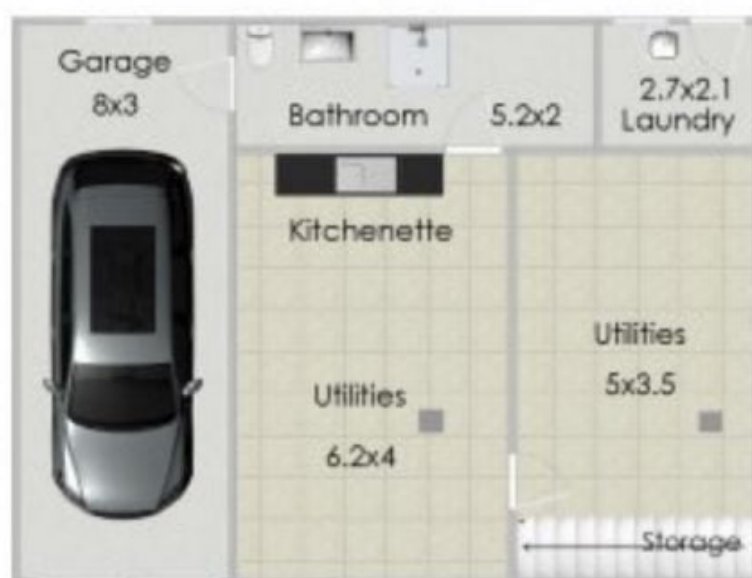 Garage
8x3
Bathroom
5.2x2
2.7x2.1
Laundry
Kitchenette
Utilities
6.2x4
Utilities
5x3.5
Storage